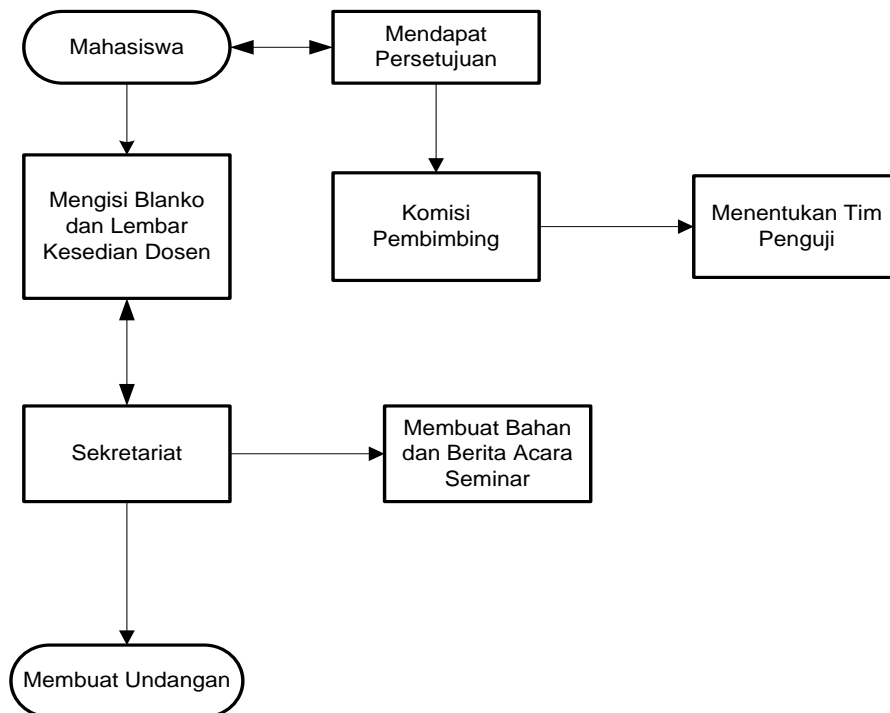 Mahasiswa
Mendapat
Persetujuan
Mengisi Blanko
dan Lembar
Kesedian Dosen
Komisi
Pembimbing
Menentukan Tim
Penguji
Sekretariat
Membuat Bahan
dan Berita Acara
Seminar
Membuat Undangan